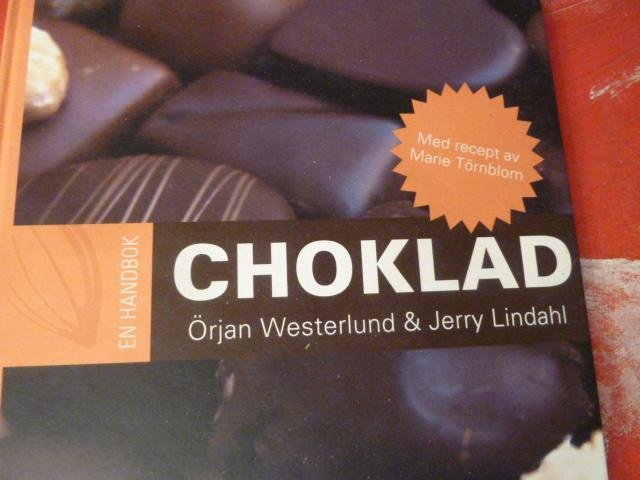 Med recept av
Marie Törnblom
EN HANDBOK
CHOKLAD
Örjan Westerlund & Jerry Lindahl